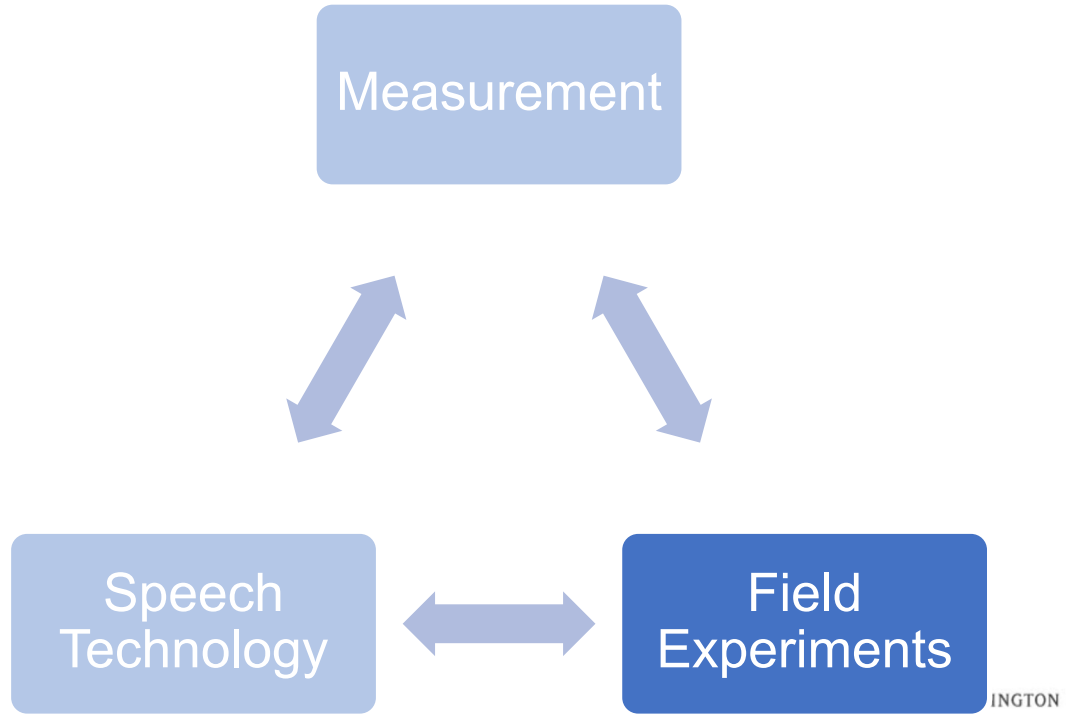 Measurement
Speech
Technology
Field
Experiments
INGTON